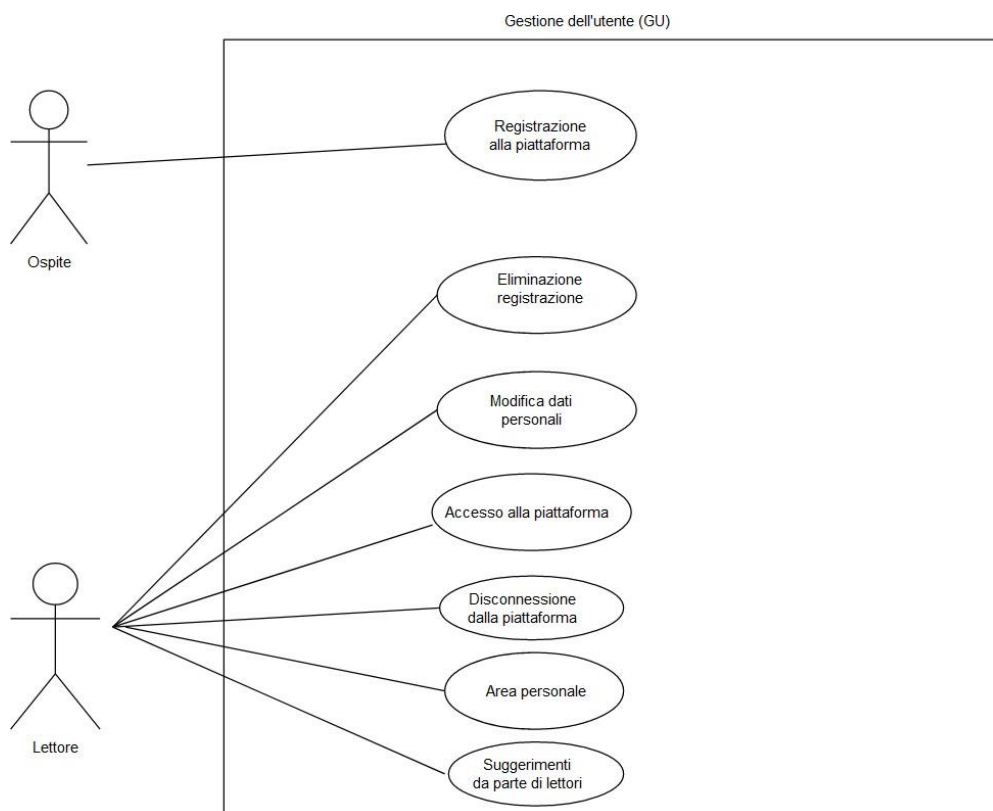 Gestione dell'utente (GU)
Registrazione
alla piattaforma
Ospite
Eliminazione
registrazione
Modifica dati
personali
Accesso alla piattaforma
Disconnessione
dalla piattaforma
Area personale
Lettore
Suggerimenti
da parte di lettori